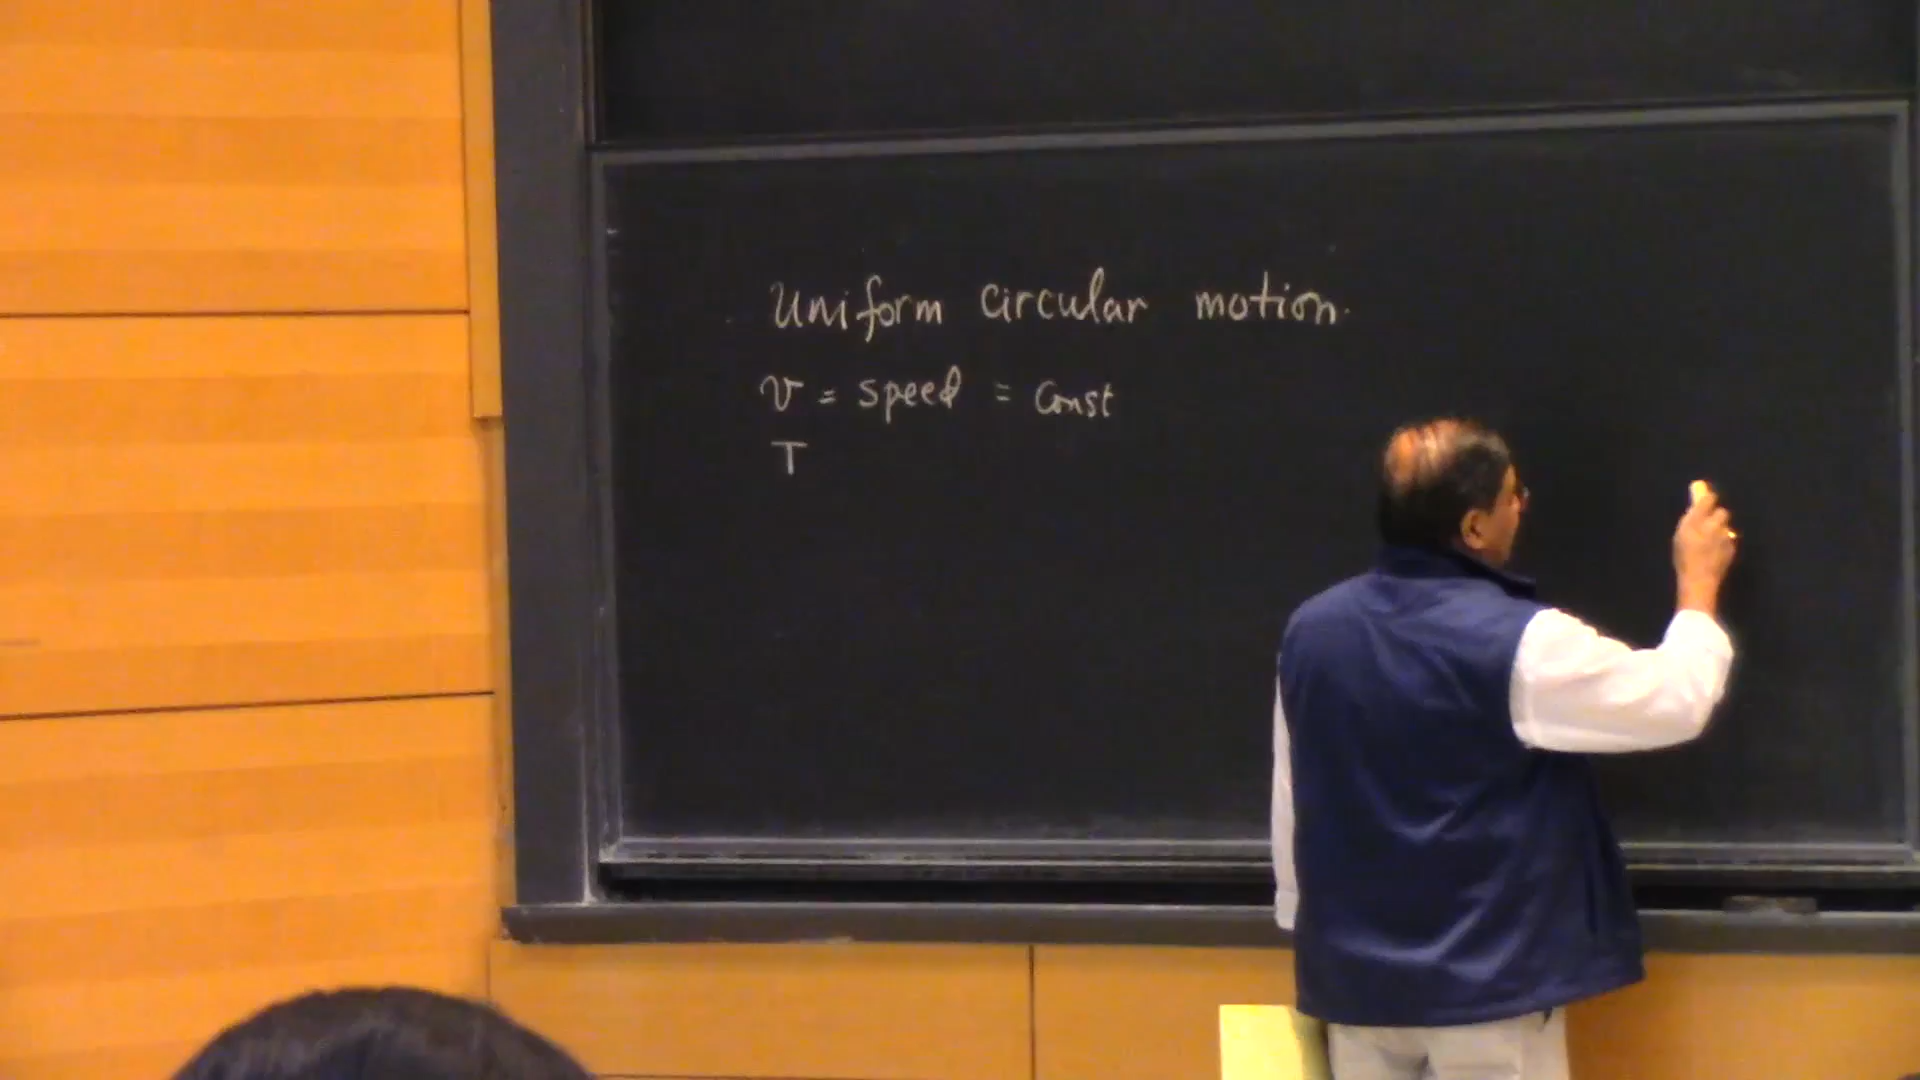 Uniform circular motion.
v = speed = const
T